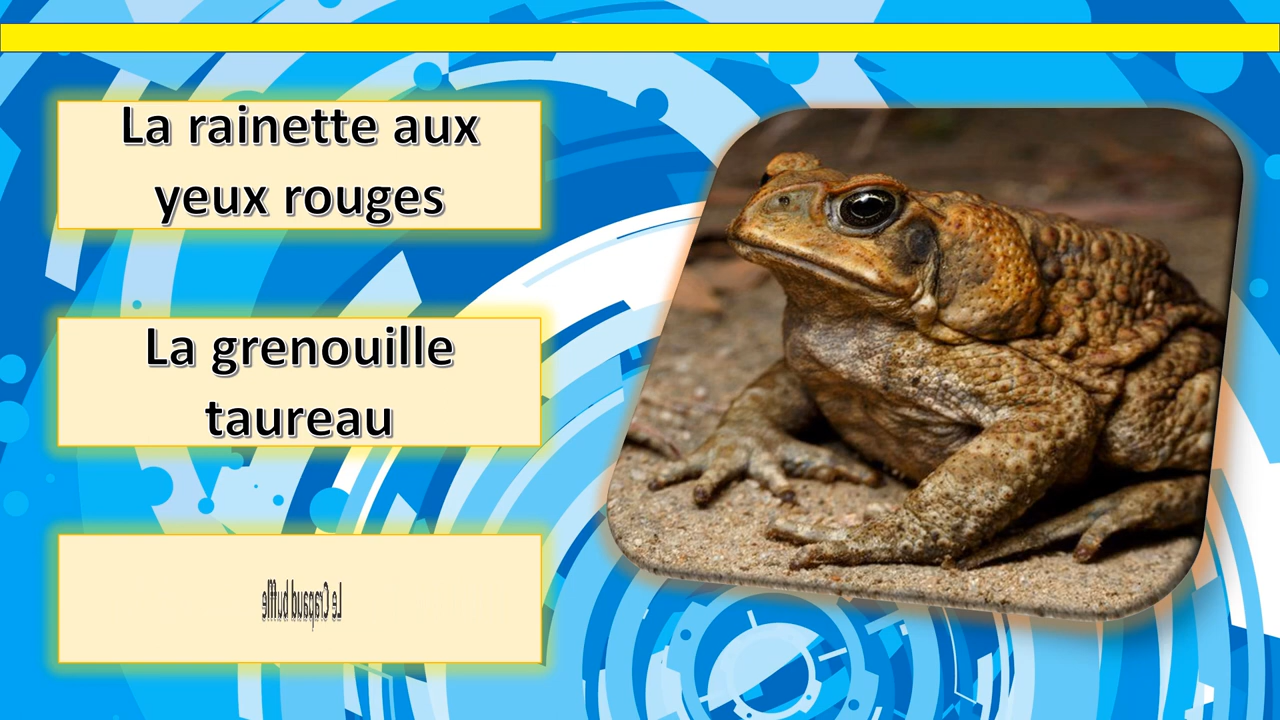 La rainette aux
yeux rouges
La grenouille
taureau
Le Crapaud buffle